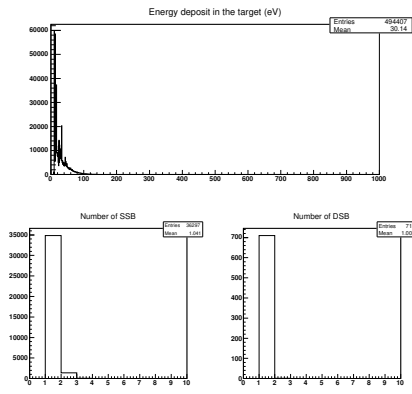 Energy deposit in the target (eV)
Entries 494407
Mean 30.14
60000
50000
40000
30000
20000
10000
0
0 100 200 300 400 500 600 700 800 900 1000
Number of SSB
Entries
Mean 1.041
35000
30000
25000
20000
15000
10000
5000
0
0 1 2 3 4 5 6 7 8 9 10
Number of DSB
Entries 71
Mean 1.00
700
600
500
400
300
200
100
0
0 1 2 3 4 5 6 7 8 9 10